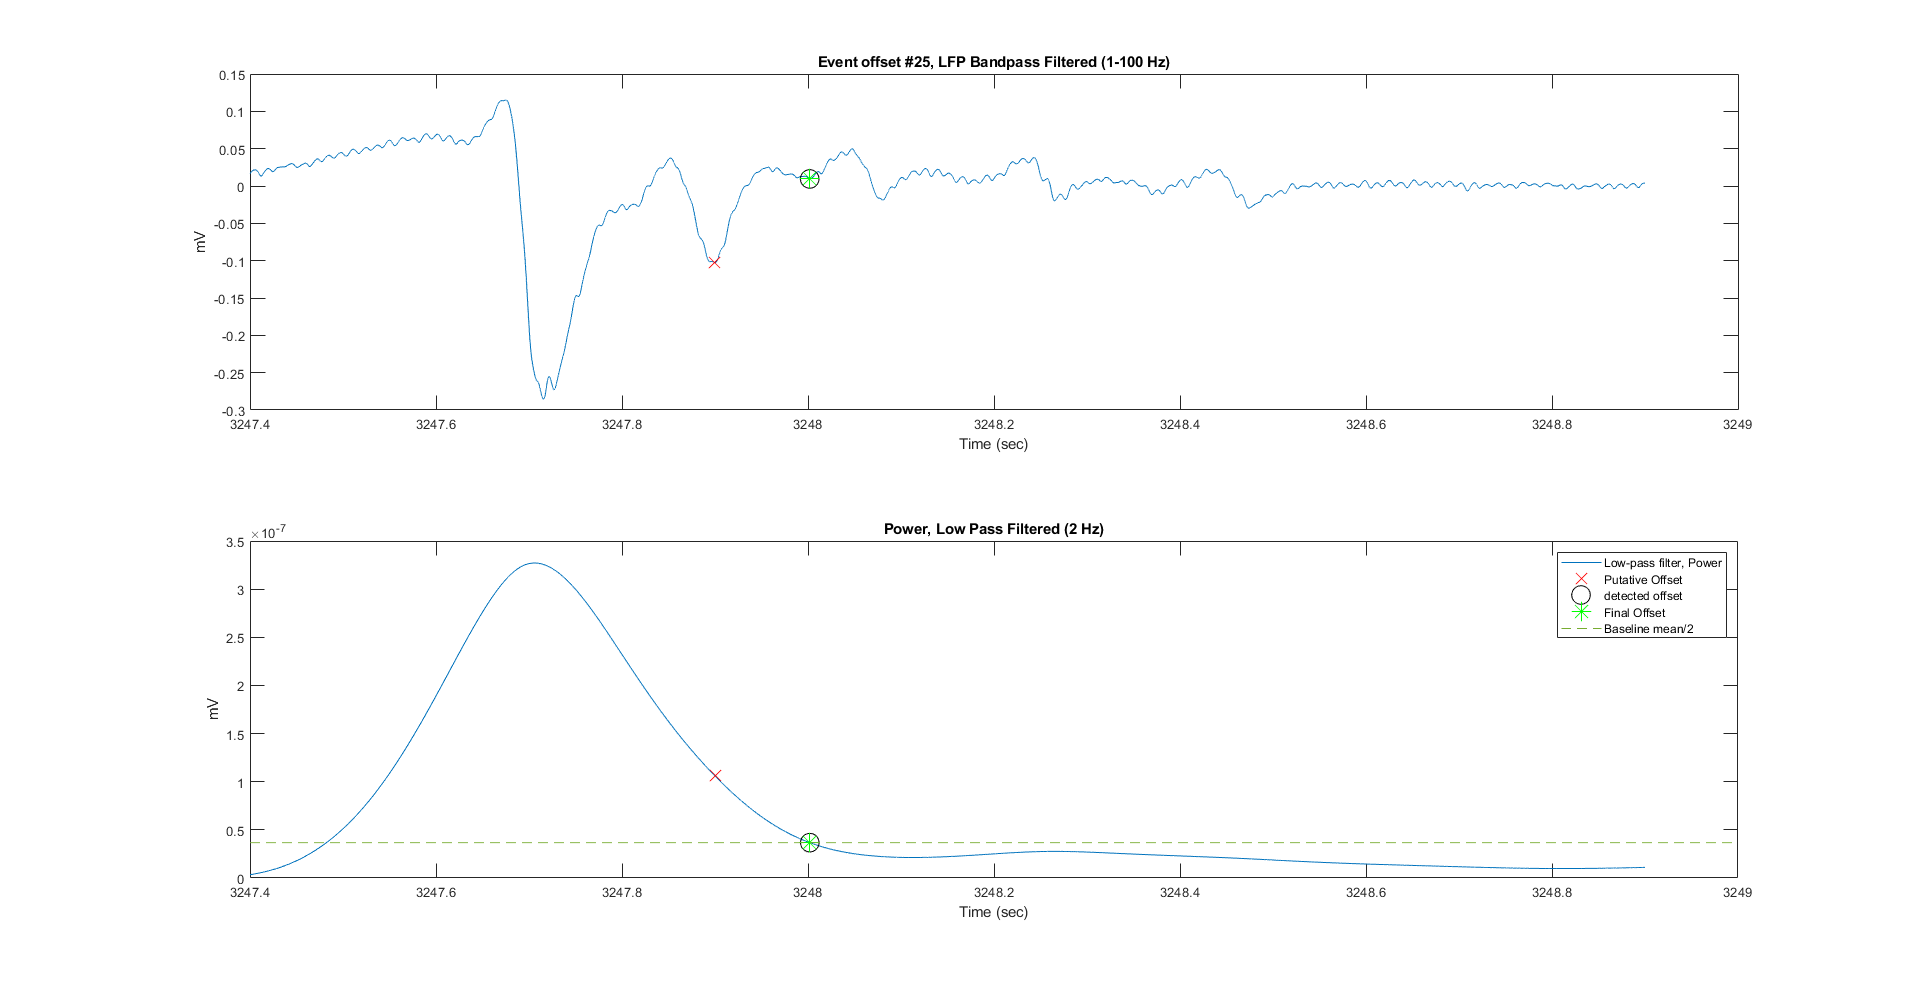 Event offset #25, LFP Bandpass Filtered (1-100 Hz)
0.15
0.1
0.05
0
-0.05
-0.1
-0.15
-0.2
-0.25
-0.3
mV
3247.4 3247.6 3247.8 3248 3248.2 3248.4 3248.6 3248.8 3249
Time (sec)
Power, Low Pass Filtered (2 Hz)
×10-7
3.5
3
2.5
2
1.5
1
0.5
0
mV
Low-pass filter, Power
Putative Offset
detected offset
Final Offset
Baseline mean/2
3247.4 3247.6 3247.8 3248 3248.2 3248.4 3248.6 3248.8 3249
Time (sec)